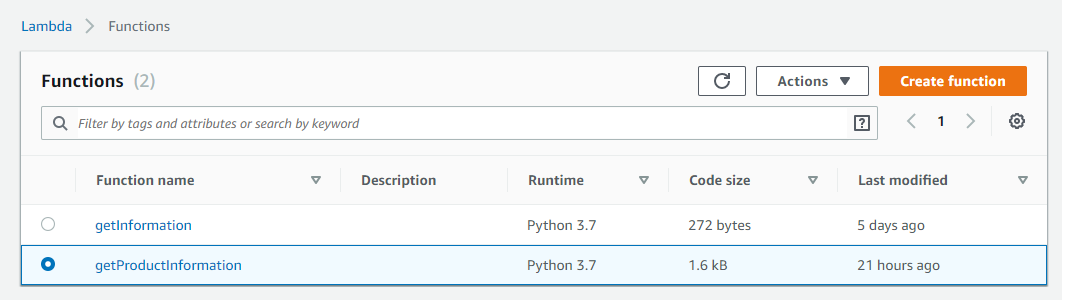 Lambda > Functions
Functions (2) Actions Create function
Filter by tags and attributes or search by keyword ? < 1 >
Function name Description Runtime Code size Last modified
getInformation Python 3.7 272 bytes 5 days ago
getProductInformation Python 3.7 1.6 kB 21 hours ago